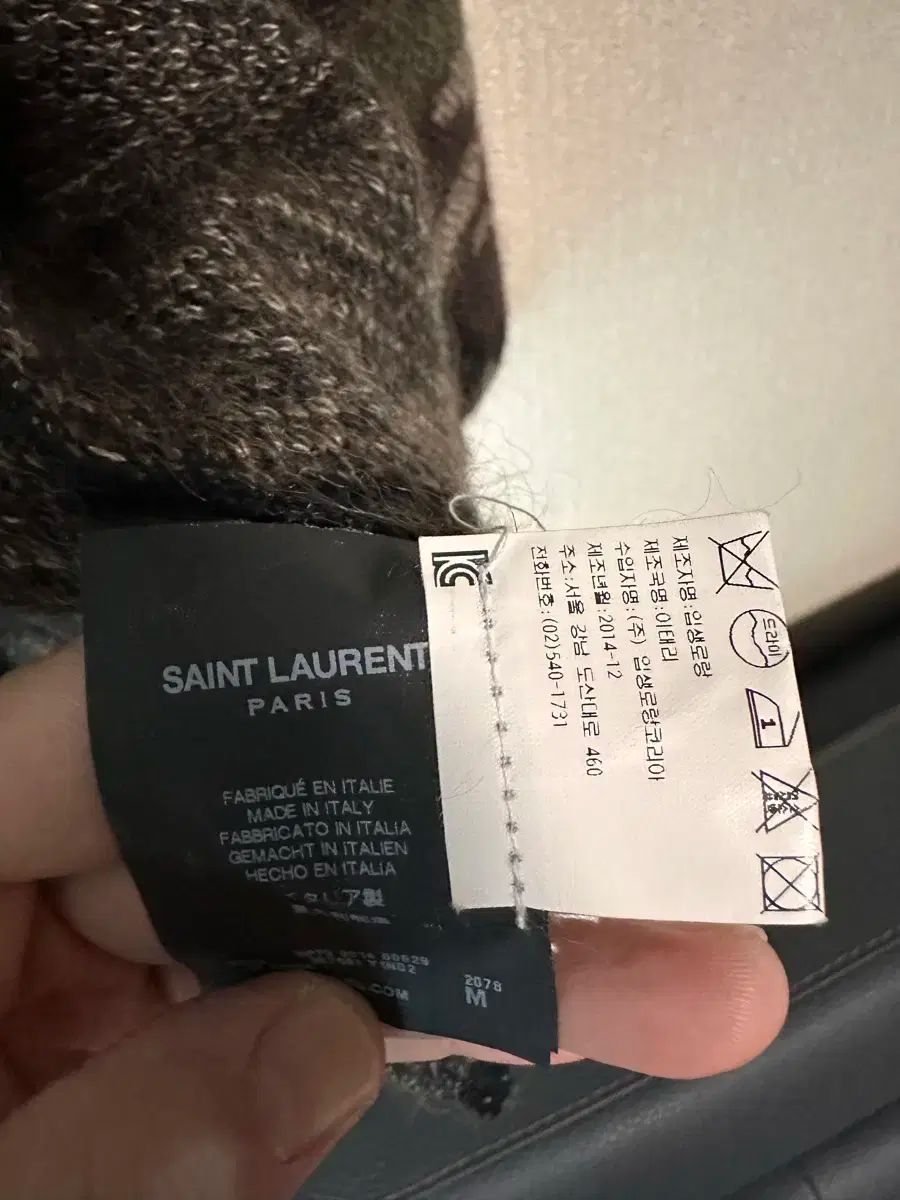 SAINT LAURENT
PARIS
FABRIQUÉ EN ITALIE
MADE IN ITALY
FABBRICATO IN ITALIA
GEMACHT IN ITALIEN
HECHO EN ITALIA
2078
M
드라이
1
제조자명:입생로랑
제조국명:이태리
수입자명:(주) 입생로랑코리아
제조년월:2014-12
주소:서울 강남 도산대로 460
전화번호:(02)540-1731